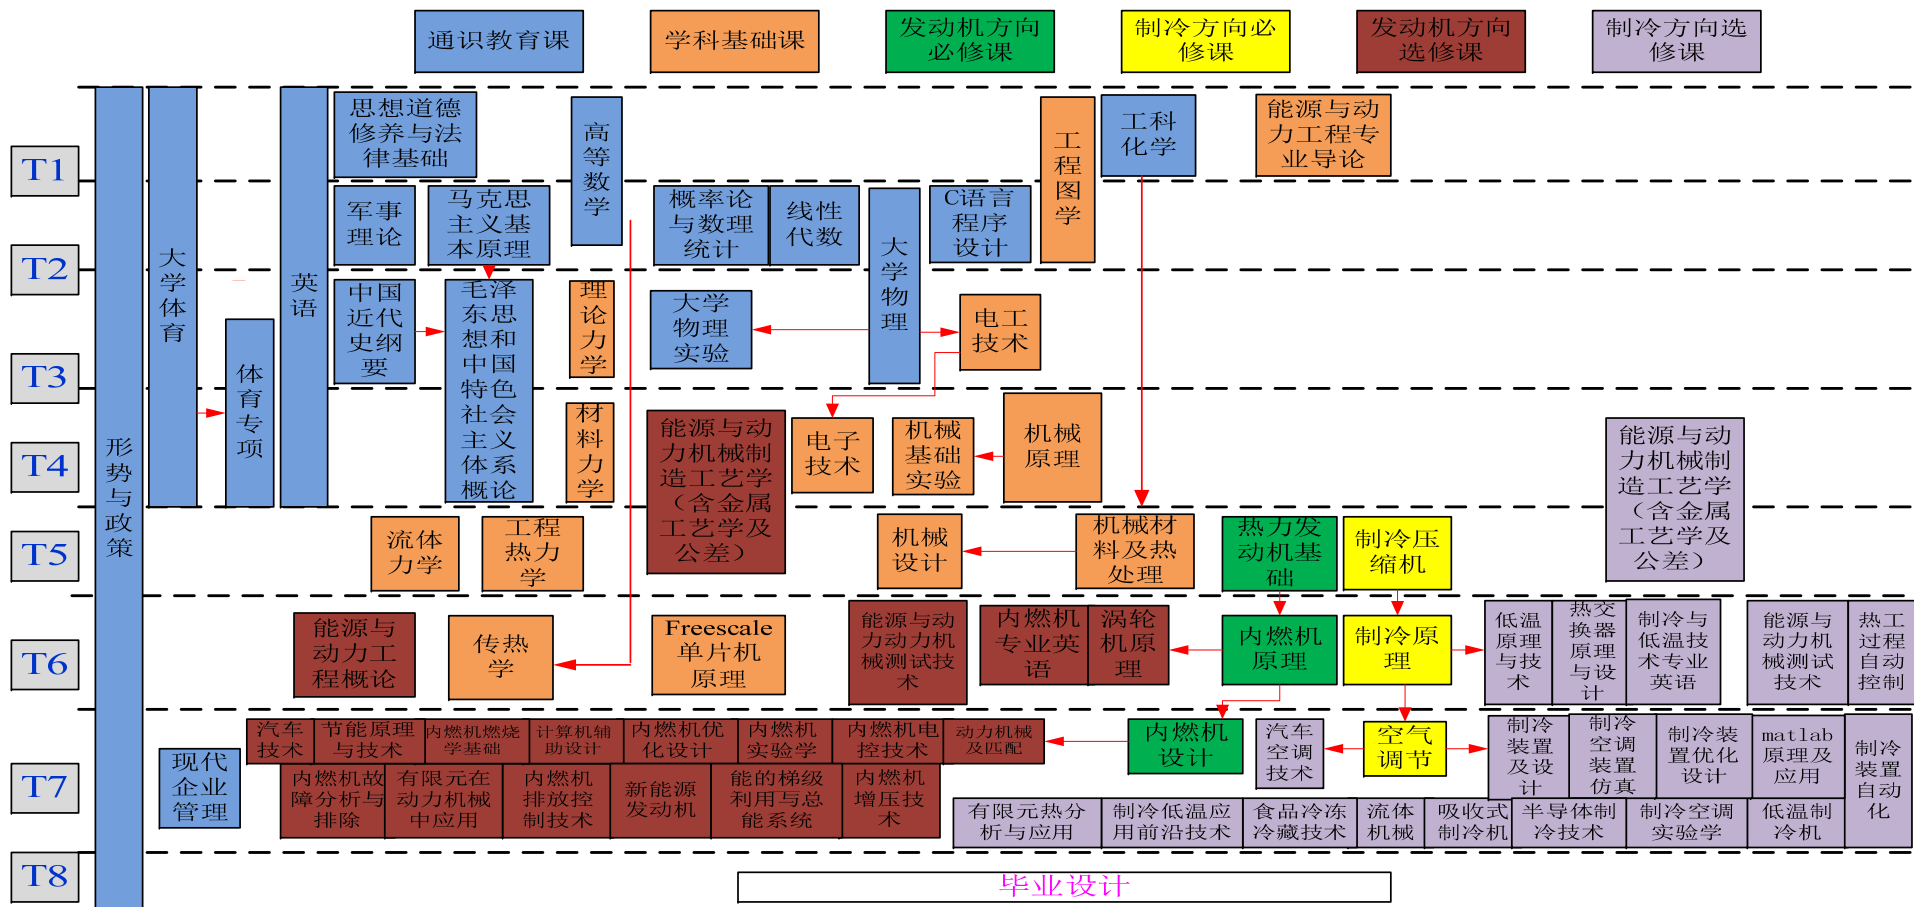 通识教育课
学科基础课
发动机方向
必修课
制冷方向必
修课
发动机方向
选修课
制冷方向选
修课
T1
T2
T3
T4
T5
T6
T7
T8
形势与政策
大学体育
体育专项
英语
思想道德
修养与法
律基础
高等数学
工程图学
工科
化学
能源与动
力工程专
业导论
军事
理论
马克思
主义基
本原理
概率论
与数理
统计
线性
代数
大学物理
C语言
程序
设计
中国
近代
史纲
要
毛泽
东思
想和
中国
特色
社会
主义
体系
概论
理论力学
大学
物理
实验
电工
技术
材料力学
能源与动
力机械制
造工艺学
（含金属
工艺学及
公差）
电子
技术
机械
基础
实验
机械
原理
能源与动
力机械制
造工艺学
（含金属
工艺学及
公差）
流体
力学
工程
热力
学
机械
设计
机械材
料及热
处理
热力发
动机基
础
制冷压
缩机
能源与
动力工
程概论
传热
学
Freescale
单片机
原理
能源与动
力动力机
械测试技
术
内燃机
专业英
语
涡轮
机原
理
内燃机
原理
制冷原
理
低温
原理
与技
术
热交
换器
原理
与设
计
制冷与
低温技
术专业
英语
能源与
动力机
械测试
技术
热工
过程
自动
控制
现代
企业
管理
汽车
技术
节能原理
与技术
内燃机燃烧
学基础
计算机辅
助设计
内燃机优
化设计
内燃机
实验学
内燃机电
控技术
动力机械
及匹配
内燃机
设计
汽车
空调
技术
空气
调节
制冷
装置
及设
计
制冷
空调
装置
仿真
制冷装
置优化
设计
matlab
原理及
应用
制冷
装置
自动
化
内燃机故
障分析与
排除
有限元在
动力机械
中应用
内燃机
排放控
制技术
新能源
发动机
能的梯级
利用与总
能系统
内燃机
增压技
术
有限元热分
析与应用
制冷低温应
用前沿技术
食品冷冻
冷藏技术
流体
机械
吸收式
制冷机
半导体制
冷技术
制冷空调
实验学
低温制
冷机
毕业设计